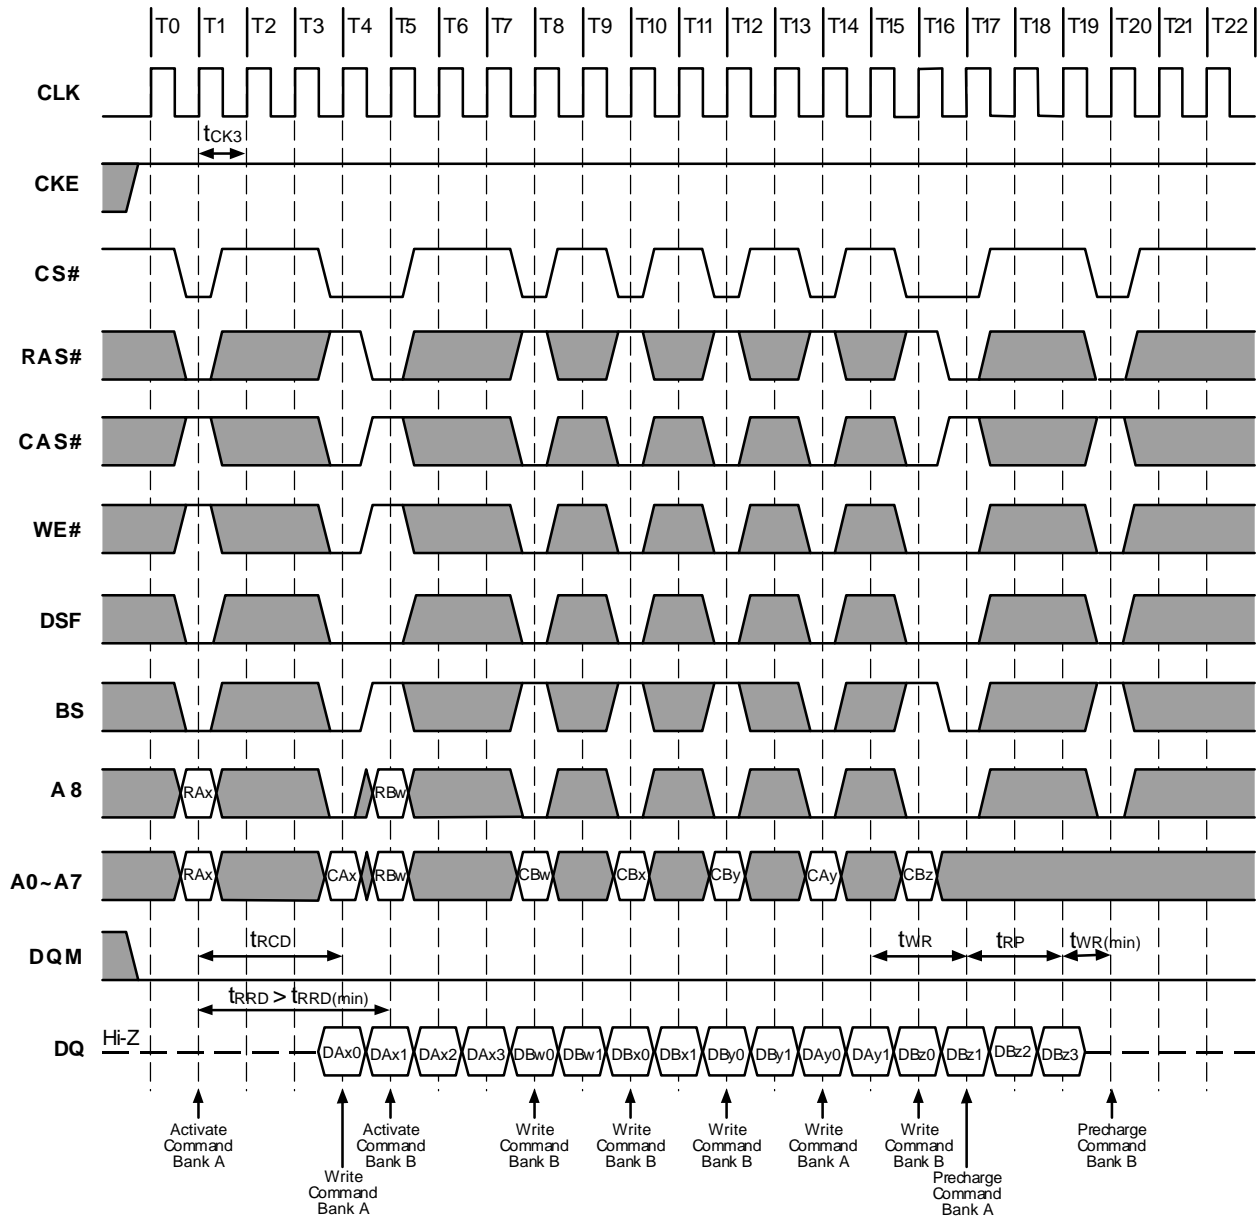 T0 T1 T2 T3 T4 T5 T6 T7 T8 T9 T10 T11 T12 T13 T14 T15 T16 T17 T18 T19 T20 T21 T22
CLK
tCK3
CKE
CS#
RAS#
CAS#
WE#
DSF
BS
A8
RAx RBw
A0~A7
RAx CAx RBw CBw CBx CBy CAy CBz
DQM
tRCD tWR tRP tWR(min)
tRRD > tRRD(min)
DQ
Hi-Z
DAx0 DAx1 DAx2 DAx3 DBw0 DBw1 DBx0 DBx1 DBy0 DBy1 DAy0 DAy1 DBz0 DBz1 DBz2 DBz3
Activate
Command
Bank A
Write
Command
Bank A
Activate
Command
Bank B
Write
Command
Bank B
Write
Command
Bank B
Write
Command
Bank B
Write
Command
Bank A
Write
Command
Bank B
Precharge
Command
Bank A
Precharge
Command
Bank B